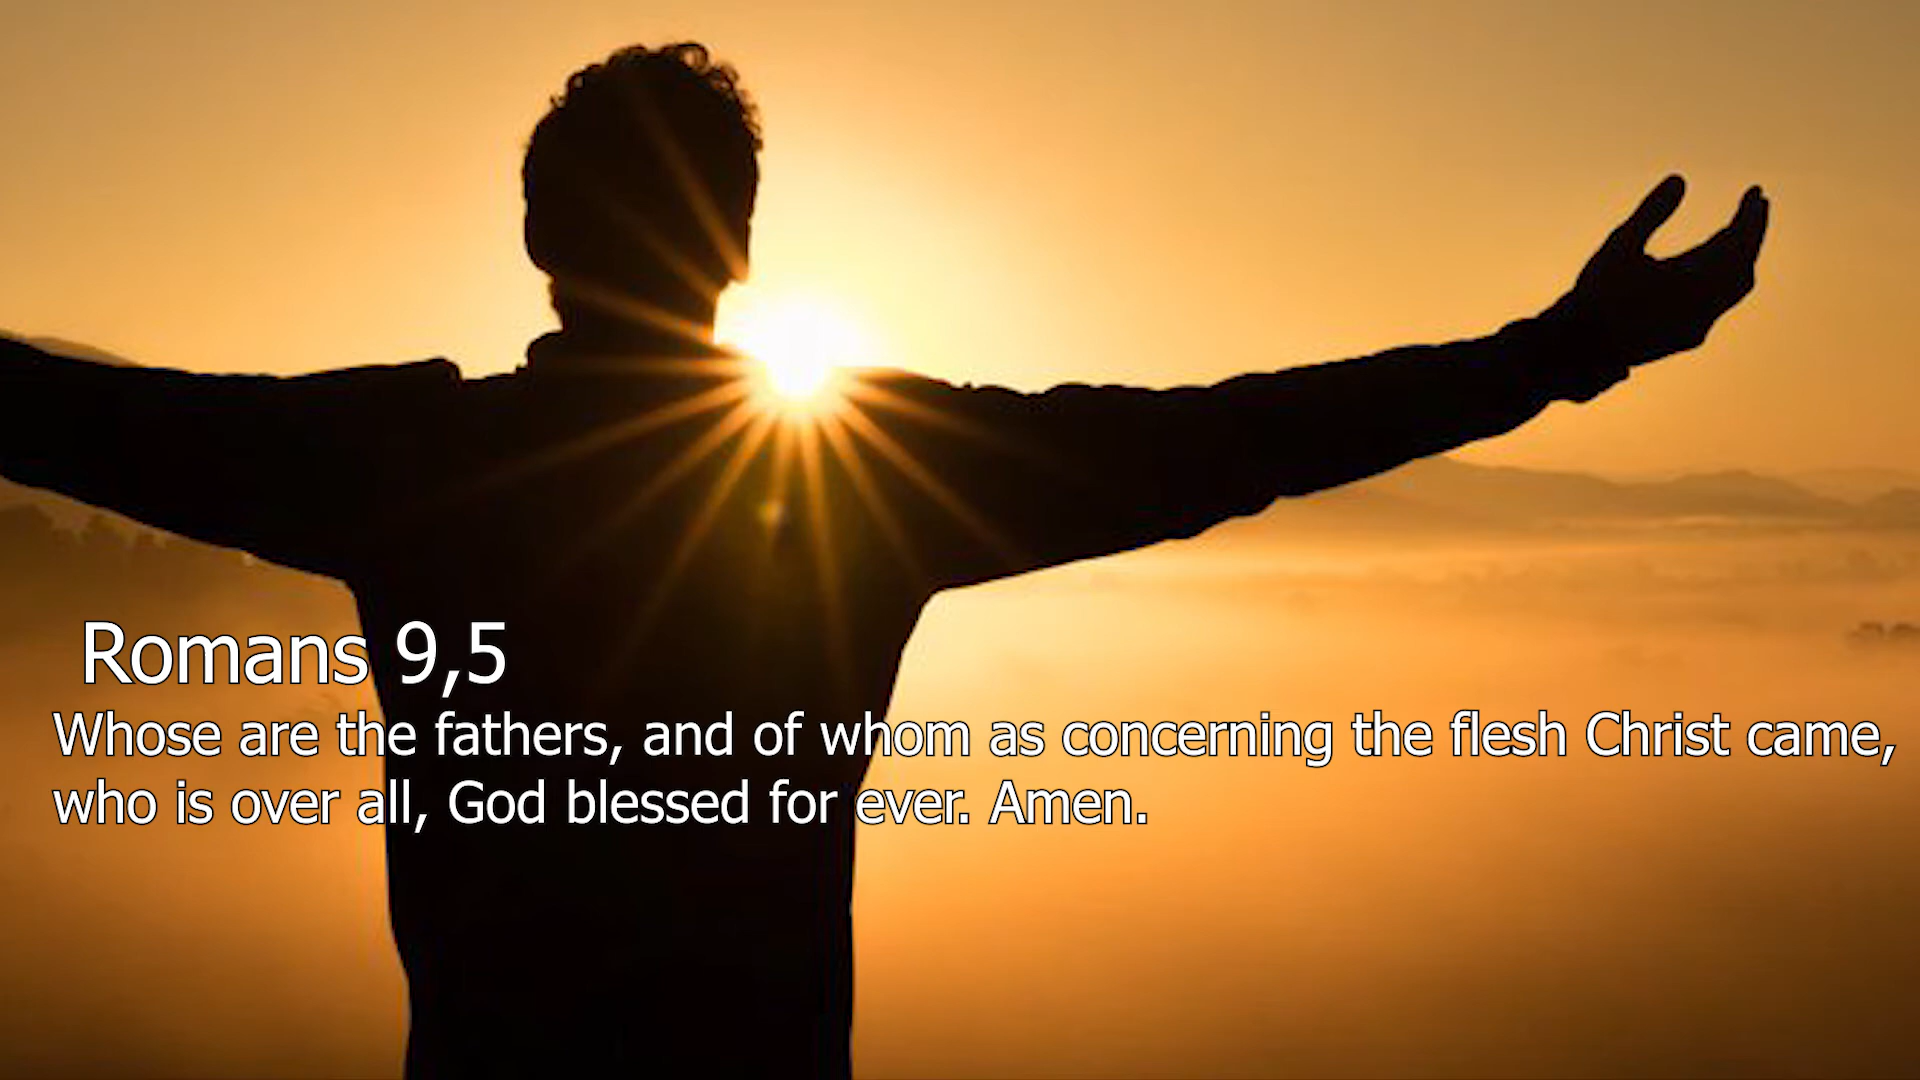 Romans 9,5
Whose are the fathers, and of whom as concerning the flesh Christ came,
who is over all, God blessed for ever. Amen.